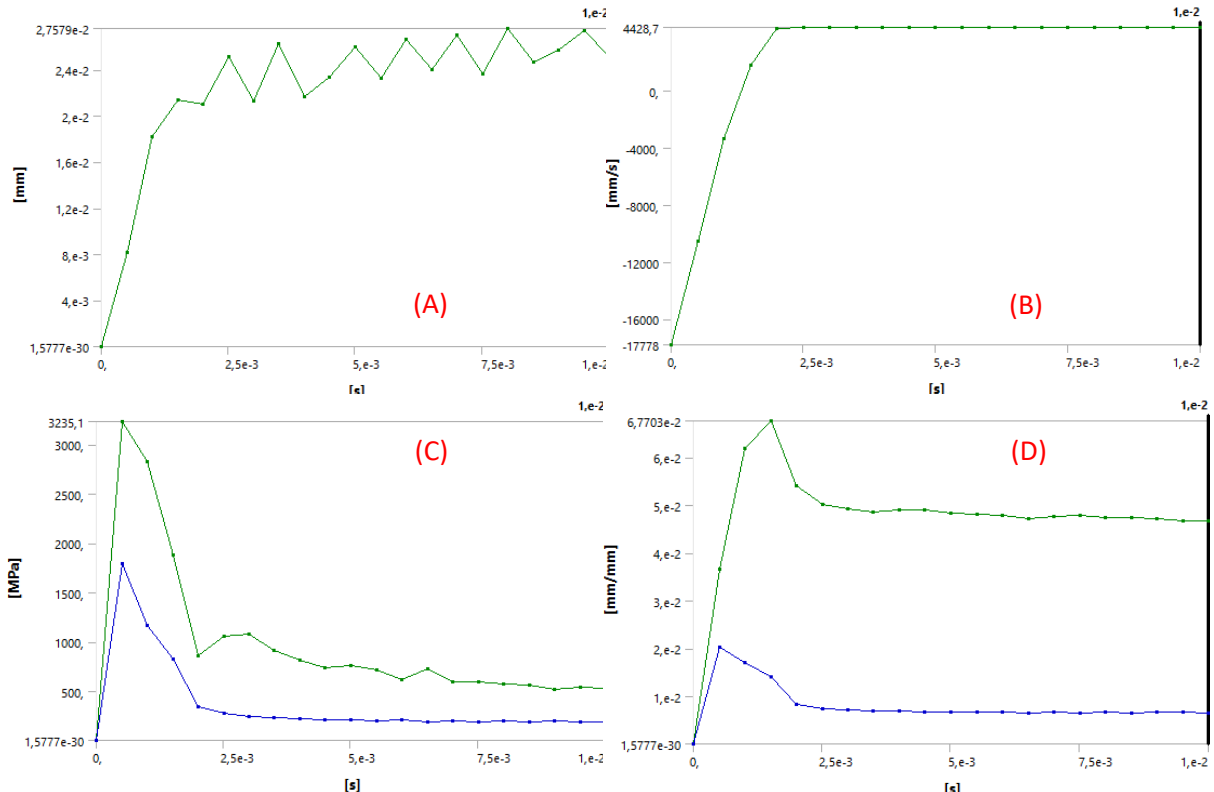 1,e-2
2,7579e-2
2,4e-2
2,e-2
1,6e-2
1,2e-2
8,e-3
4,e-3
1,5777e-30
[mm]
(A)
0,
2,5e-3
5,e-3
7,5e-3
1,e-2
[s]
1,e-2
4428,7
0,
-4000,
-8000,
-12000
-16000
-17778
[mm/s]
(B)
0,
2,5e-3
5,e-3
7,5e-3
1,e-2
[s]
1,e-2
3235,1
3000,
2500,
2000,
1500,
1000,
500,
1,5777e-30
[MPa]
(C)
0,
2,5e-3
5,e-3
7,5e-3
1,e-2
[s]
1,e-2
6,7703e-2
6,e-2
5,e-2
4,e-2
3,e-2
2,e-2
1,e-2
1,5777e-30
[mm/mm]
(D)
0,
2,5e-3
5,e-3
7,5e-3
1,e-2
[s]